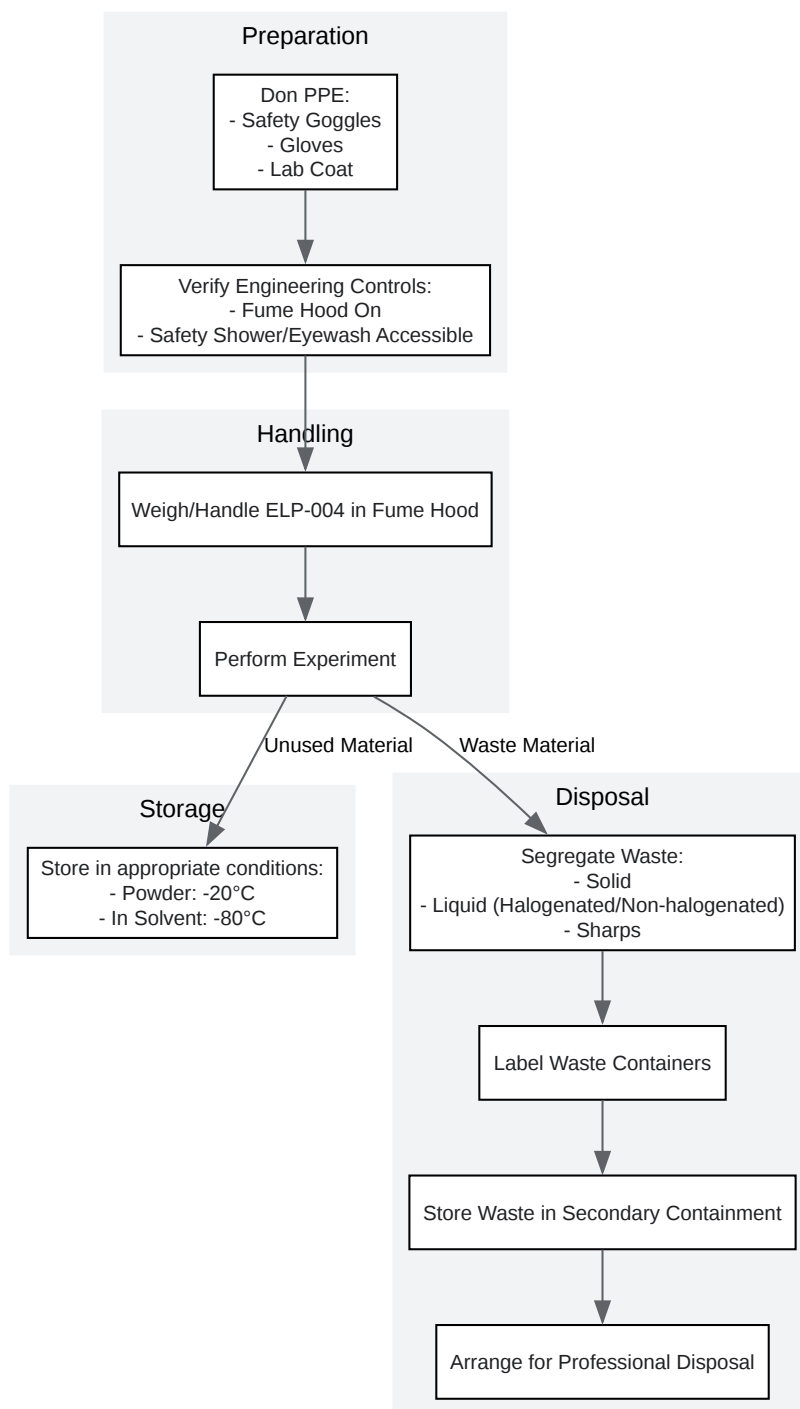 Preparation
Don PPE:
- Safety Goggles
- Gloves
- Lab Coat
Verify Engineering Controls:
- Fume Hood On
- Safety Shower/Eyewash Accessible
Handling
Weigh/Handle ELP-004 in Fume Hood
Perform Experiment
Unused Material
Waste Material
Storage
Store in appropriate conditions:
- Powder: -20°C
- In Solvent: -80°C
Disposal
Segregate Waste:
- Solid
- Liquid (Halogenated/Non-halogenated)
- Sharps
Label Waste Containers
Store Waste in Secondary Containment
Arrange for Professional Disposal